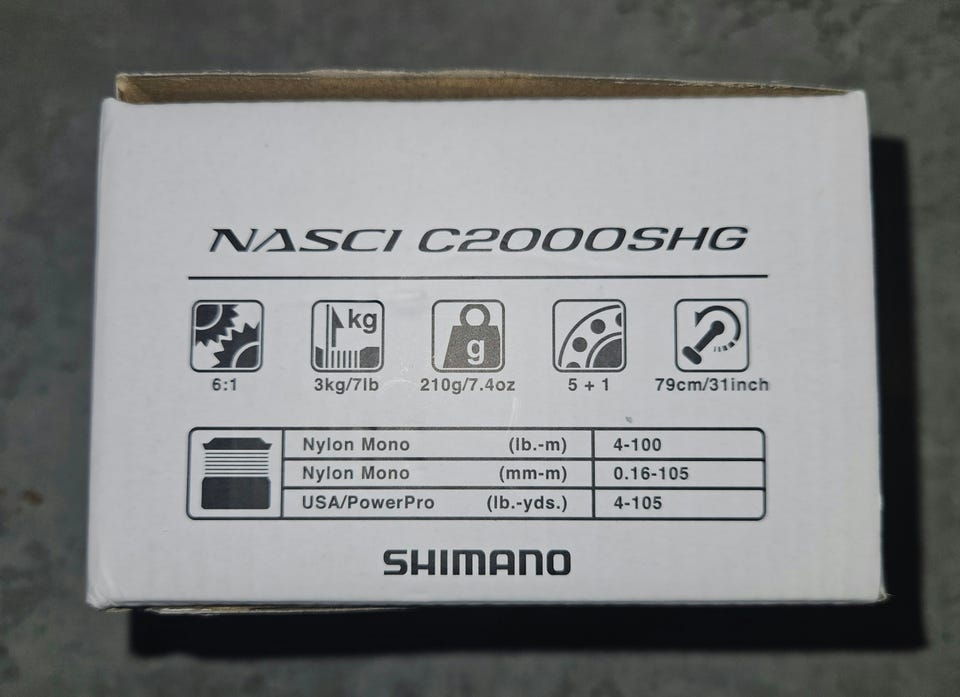 NASCI C2000SHG
kg
g
6:1 3kg/7lb 210g/7.4oz 5 + 1 79cm/31inch
Nylon Mono (lb.-m) 4-100
Nylon Mono (mm-m) 0.16-105
USA/PowerPro (lb.-yds.) 4-105
SHIMANO